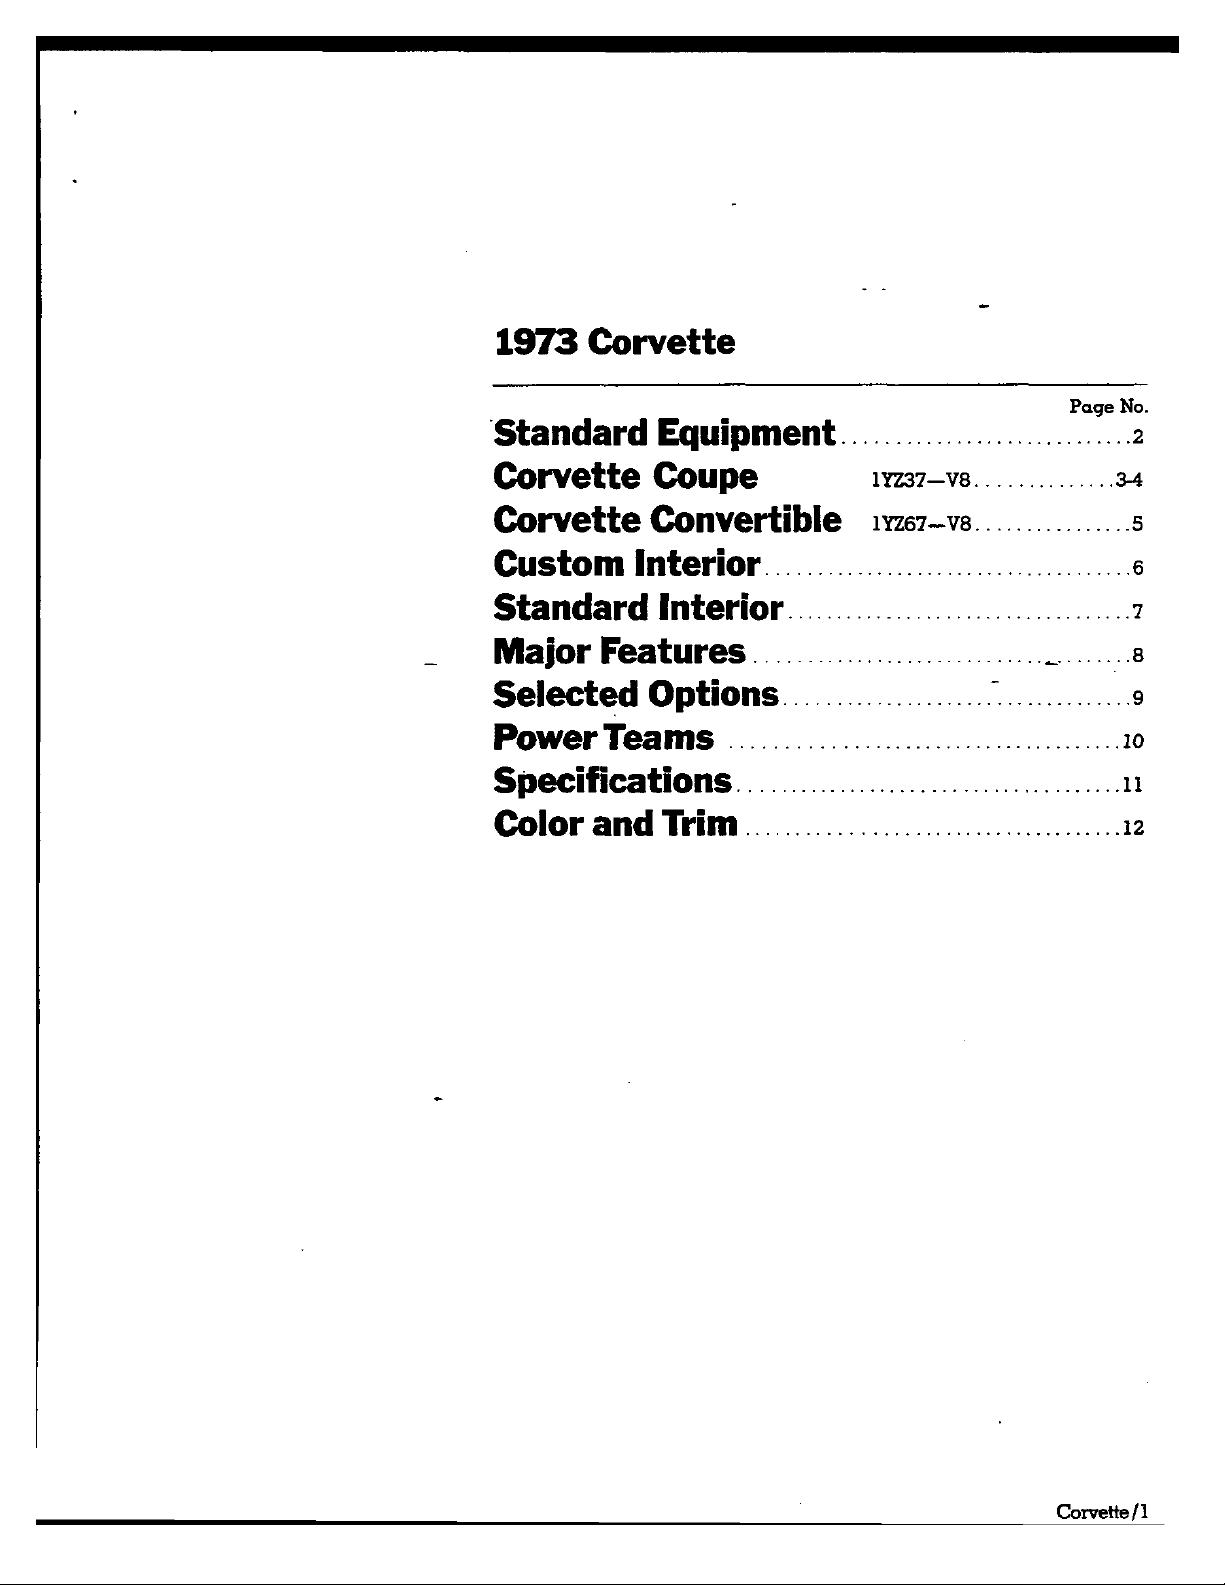 1973 Corvette
Page No.
Standard Equipment............................2
Corvette Coupe 1YZ37—V8..............3-4
Corvette Convertible 1YZ67—V8................5
Custom Interior.....................................6
Standard Interior...................................7
Major Features......................................8
Selected Options...................................9
Power Teams.......................................10
Specifications......................................11
Color and Trim.....................................12
Corvette/1